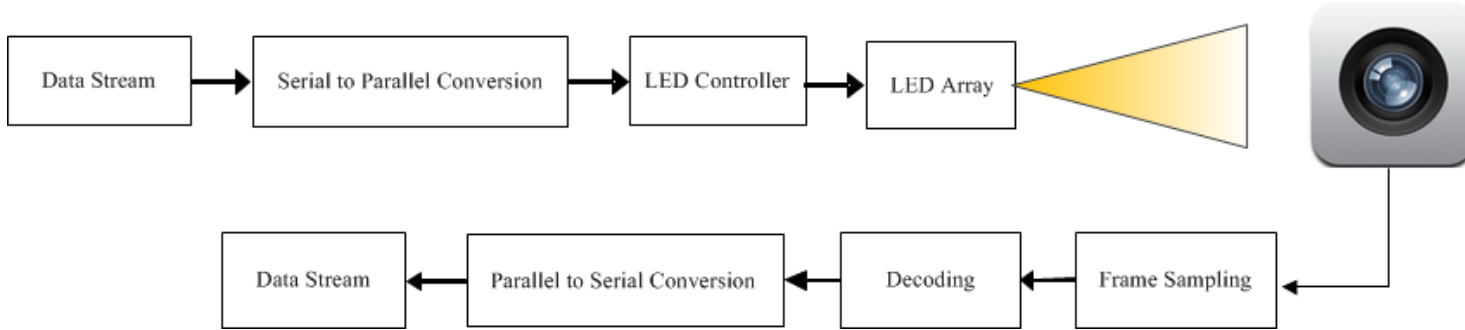 Data Stream
Serial to Parallel Conversion
LED Controller
LED Array
Data Stream
Parallel to Serial Conversion
Decoding
Frame Sampling